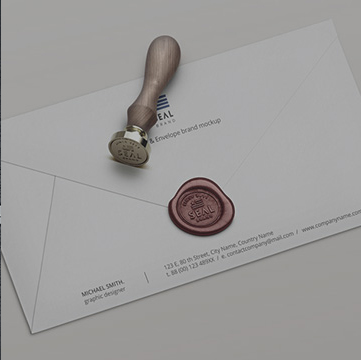 SEAL
BRAND
& Envelope brand mockup
SEAL
MICHAEL SMITH,
graphic designer
123 E, 80 th Street, City Name, Country Name
t. 88 (00) 123 489XX / e. contactcompany@mail.com / www.companyname.com